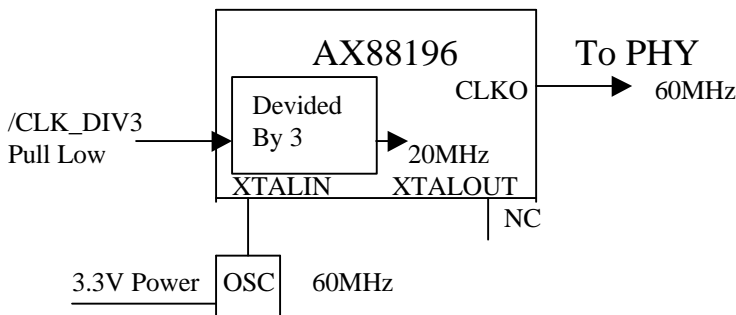 AX88196
To PHY
CLKO
60MHz
/CLK_DIV3
Pull Low
Devided
By 3
20MHz
XTALIN
XTALOUT
NC
3.3V Power
OSC
60MHz